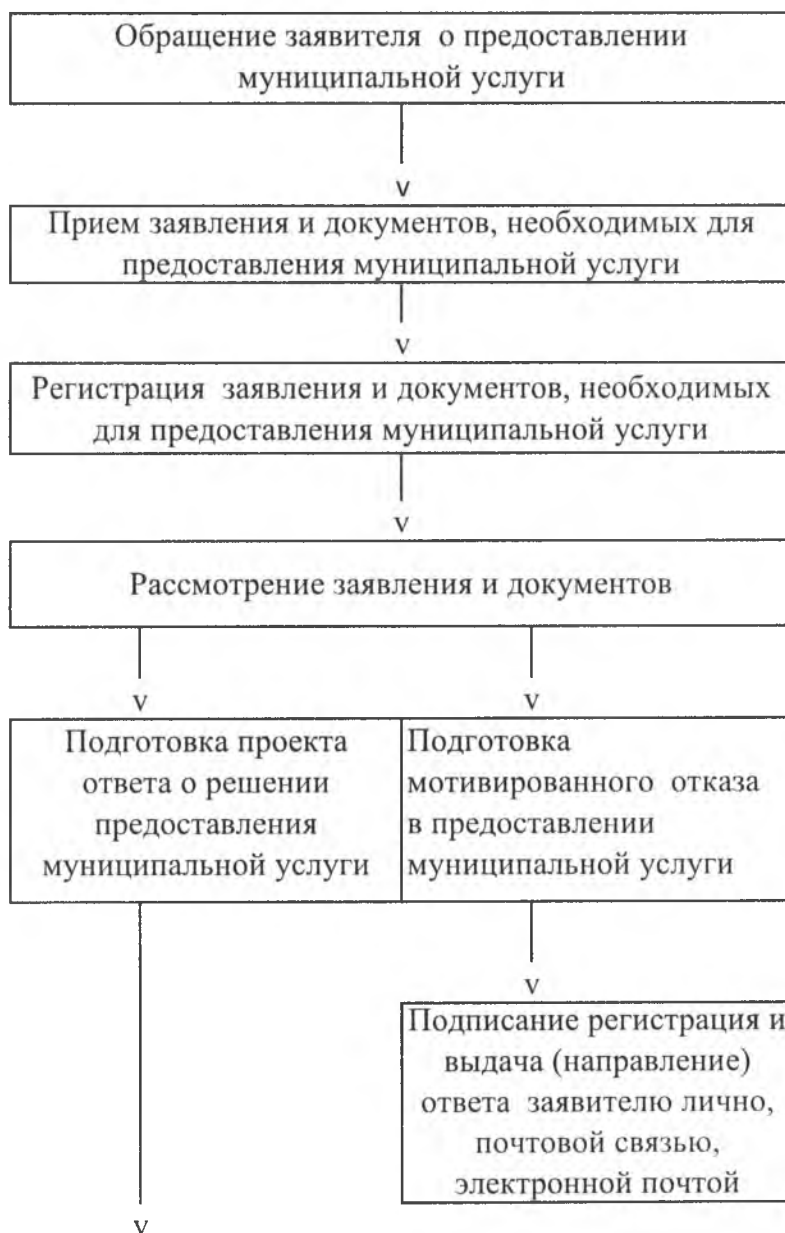 Обращение заявителя о предоставлении
муниципальной услуги
v
Прием заявления и документов, необходимых для
предоставления муниципальной услуги
v
Регистрация заявления и документов, необходимых
для предоставления муниципальной услуги
v
Рассмотрение заявления и документов
v
v
Подготовка проекта
ответа о решении
предоставления
муниципальной услуги
Подготовка
мотивированного отказа
в предоставлении
муниципальной услуги
v
Подписание регистрация и
выдача (направление)
ответа заявителю лично,
почтовой связью,
электронной почтой
v